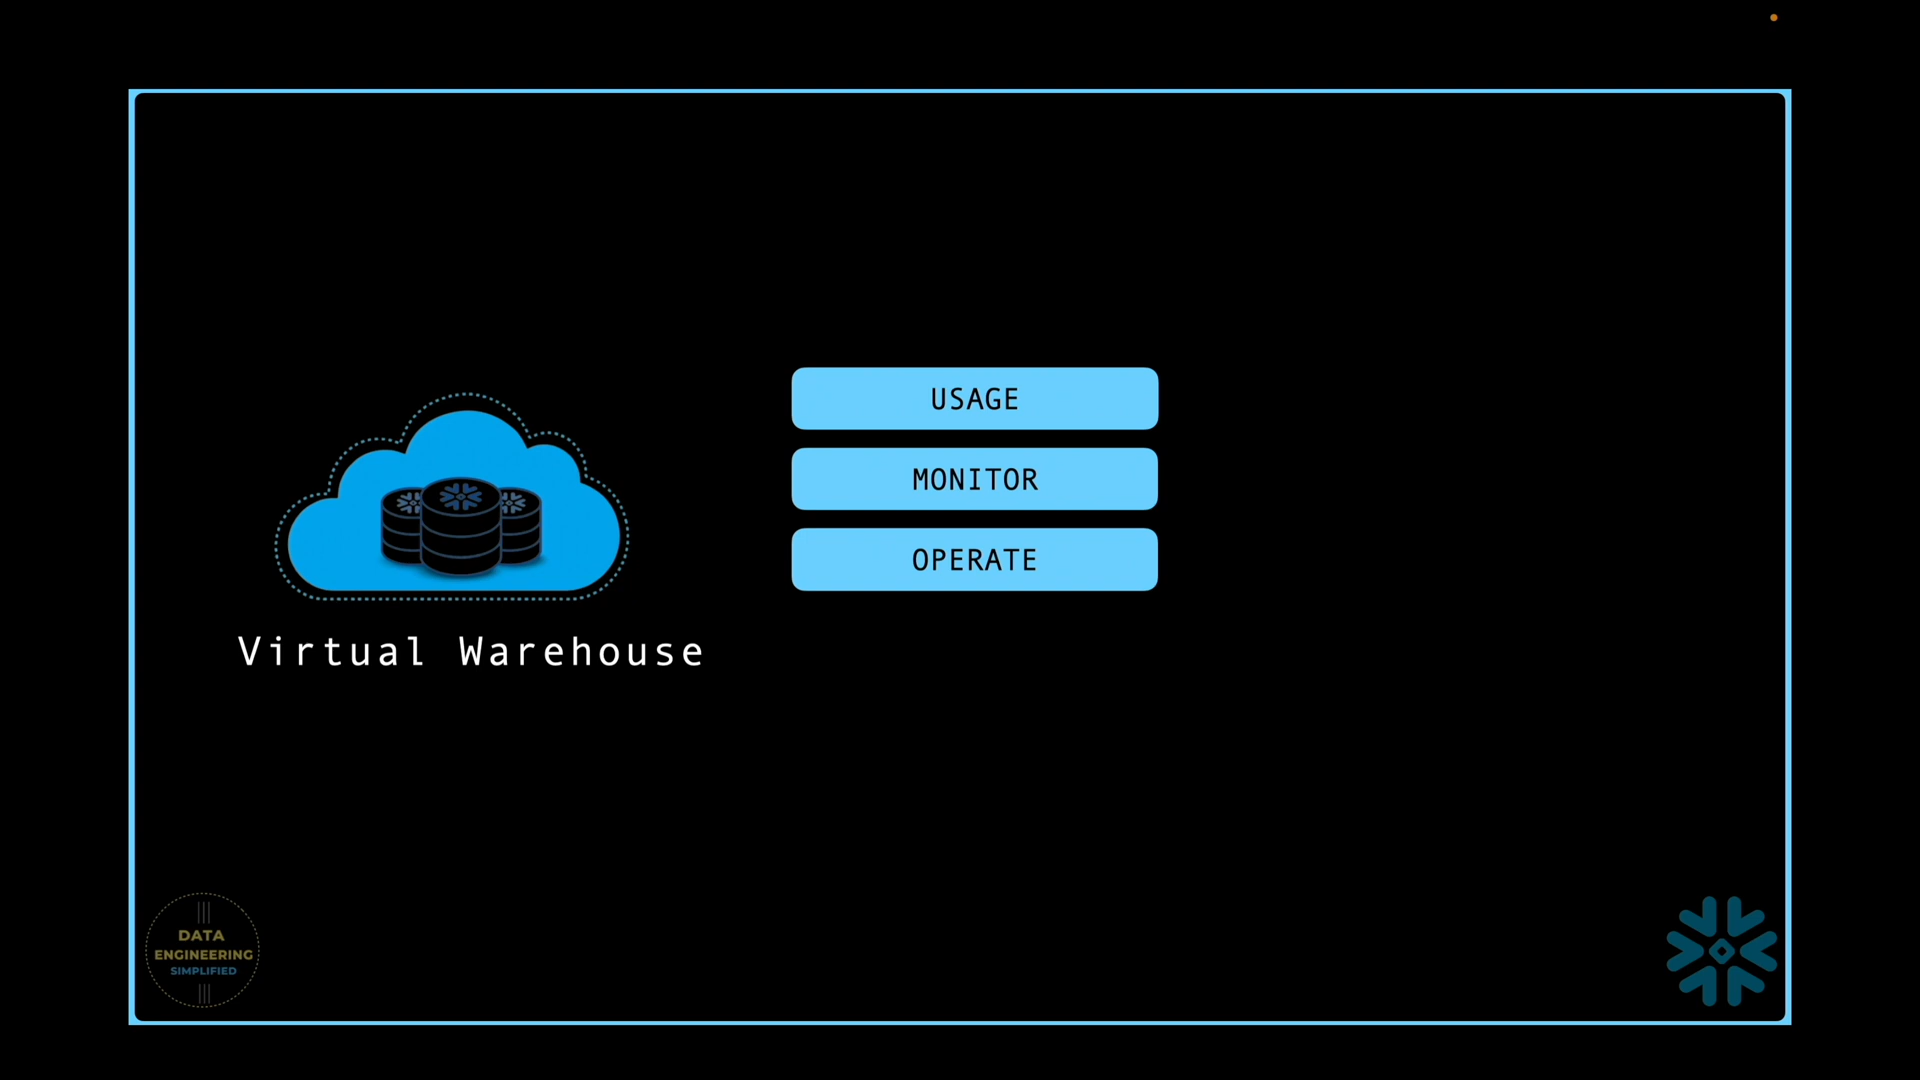 USAGE
MONITOR
OPERATE
Virtual Warehouse
DATA
ENGINEERING
SIMPLIFIED